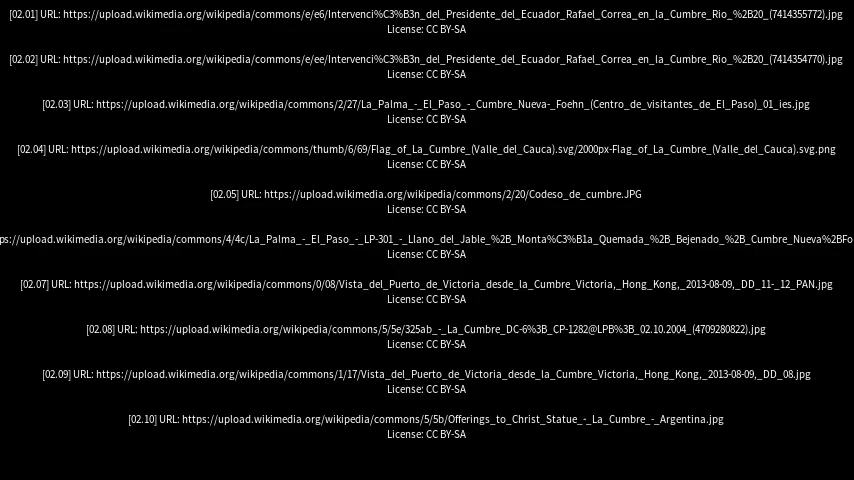 [02.01] URL: https://upload.wikimedia.org/wikipedia/commons/e/e6/Intervenci%C3%B3n_del_Presidente_del_Ecuador_Rafael_Correa_en_la_Cumbre_Rio_%2B20_(7414355772).jpg
License: CC BY-SA
[02.02] URL: https://upload.wikimedia.org/wikipedia/commons/e/ee/Intervenci%C3%B3n_del_Presidente_del_Ecuador_Rafael_Correa_en_la_Cumbre_Rio_%2B20_(7414354770).jpg
License: CC BY-SA
[02.03] URL: https://upload.wikimedia.org/wikipedia/commons/2/27/La_Palma_-_El_Paso_-_Cumbre_Nueva-_Foehn_(Centro_de_visitantes_de_El_Paso)_01_ies.jpg
License: CC BY-SA
[02.04] URL: https://upload.wikimedia.org/wikipedia/commons/thumb/6/69/Flag_of_La_Cumbre_(Valle_del_Cauca).svg/2000px-Flag_of_La_Cumbre_(Valle_del_Cauca).svg.png
License: CC BY-SA
[02.05] URL: https://upload.wikimedia.org/wikipedia/commons/2/20/Codeso_de_cumbre.JPG
License: CC BY-SA
ps://upload.wikimedia.org/wikipedia/commons/4/4c/La_Palma_-_El_Paso_-_LP-301_-_Llano_del_Jable_%2B_Monta%C3%B1a_Quemada_%2B_Bejenado_%2B_Cumbre_Nueva%2BFo
License: CC BY-SA
[02.07] URL: https://upload.wikimedia.org/wikipedia/commons/0/08/Vista_del_Puerto_de_Victoria_desde_la_Cumbre_Victoria,_Hong_Kong,_2013-08-09,_DD_11-_12_PAN.jpg
License: CC BY-SA
[02.08] URL: https://upload.wikimedia.org/wikipedia/commons/5/5e/325ab_-_La_Cumbre_DC-6%3B_CP-1282@LPB%3B_02.10.2004_(4709280822).jpg
License: CC BY-SA
[02.09] URL: https://upload.wikimedia.org/wikipedia/commons/1/17/Vista_del_Puerto_de_Victoria_desde_la_Cumbre_Victoria,_Hong_Kong,_2013-08-09,_DD_08.jpg
License: CC BY-SA
[02.10] URL: https://upload.wikimedia.org/wikipedia/commons/5/5b/Offerings_to_Christ_Statue_-_La_Cumbre_-_Argentina.jpg
License: CC BY-SA